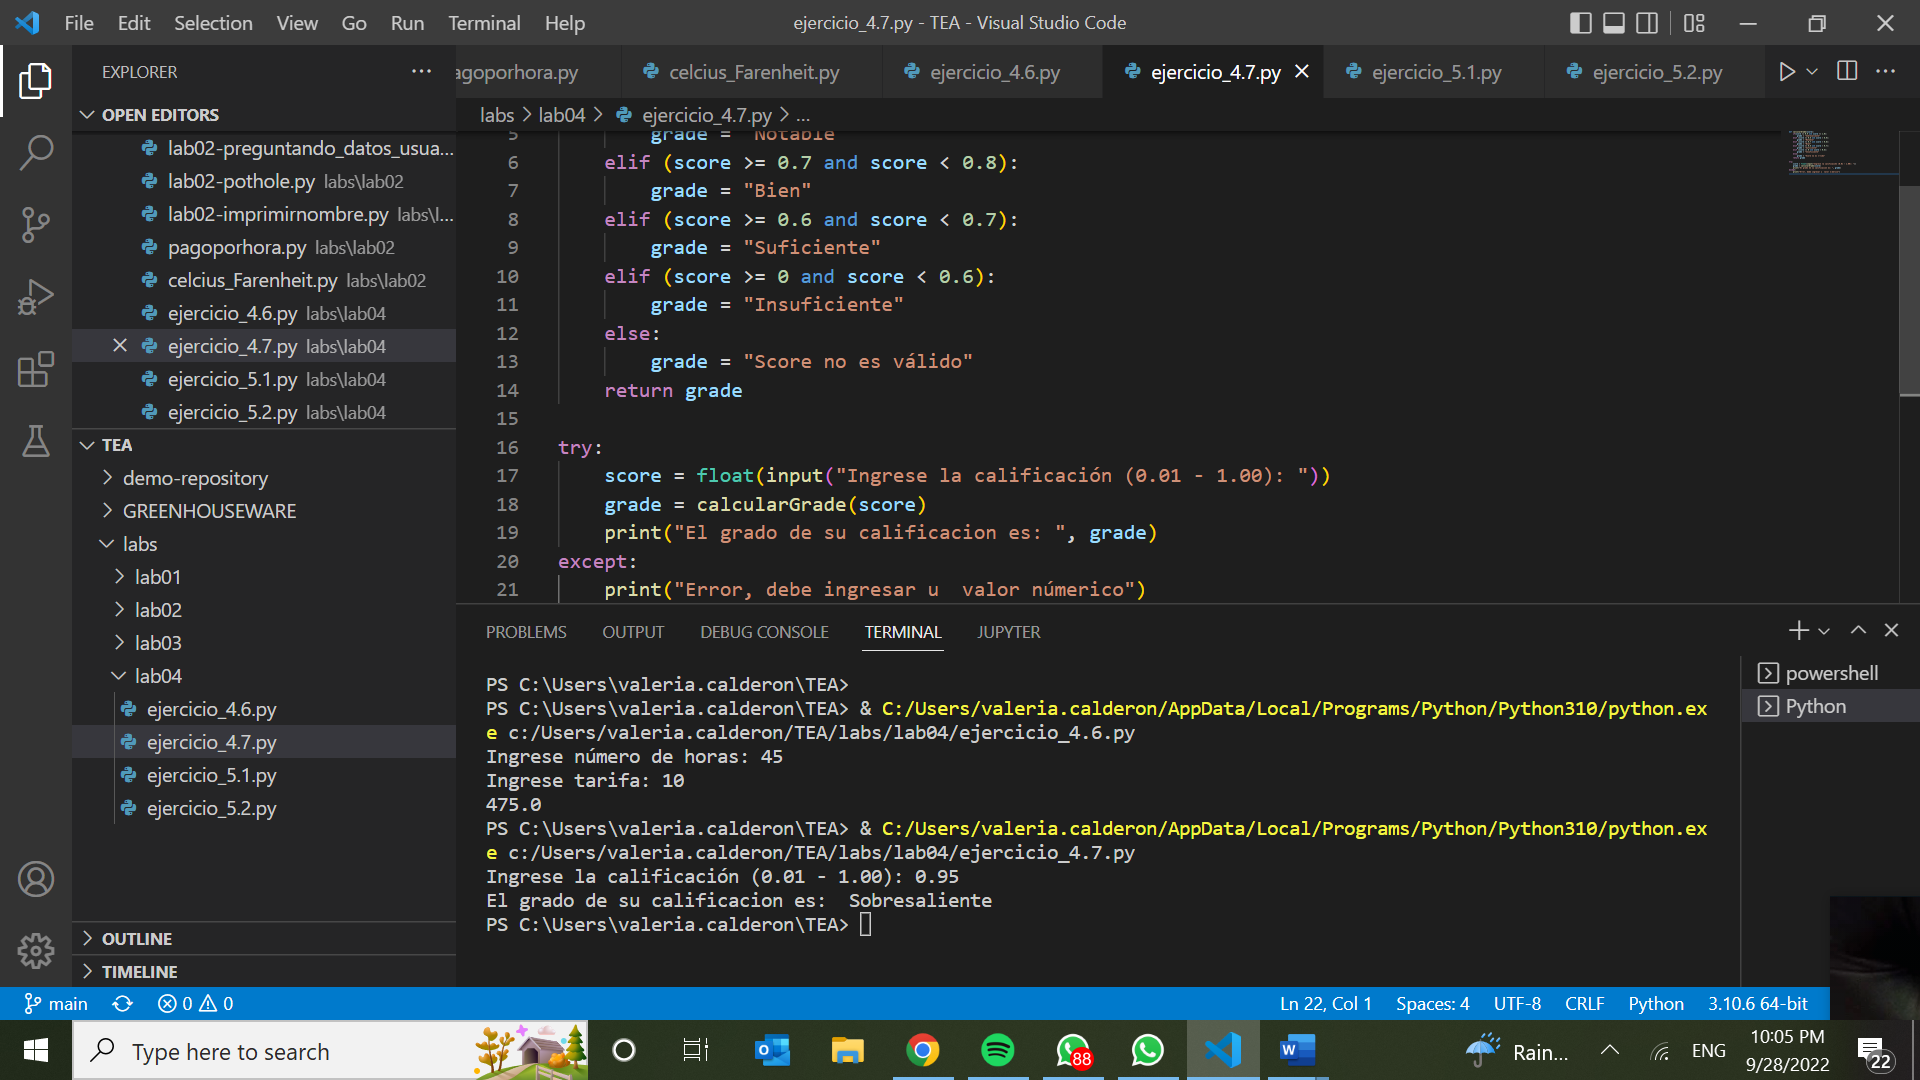 File Edit Selection View Go Run Terminal Help
ejercicio_4.7.py - TEA - Visual Studio Code
EXPLORER
OPEN EDITORS
lab02-preguntando_datos_usua...
lab02-pothole.py labs\lab02
lab02-imprimirnombre.py labs\l...
pagoporhora.py labs\lab02
celcius_Farenheit.py labs\lab02
ejercicio_4.6.py labs\lab04
ejercicio_4.7.py labs\lab04
ejercicio_5.1.py labs\lab04
ejercicio_5.2.py labs\lab04
TEA
demo-repository
GREENHOUSEWARE
labs
lab01
lab02
lab03
lab04
ejercicio_4.6.py
ejercicio_4.7.py
ejercicio_5.1.py
ejercicio_5.2.py
OUTLINE
TIMELINE
agoporhora.py celcius_Farenheit.py ejercicio_4.6.py ejercicio_4.7.py ejercicio_5.1.py ejercicio_5.2.py
labs > lab04 > ejercicio_4.7.py > ...
5 grade = "Notable"
6 elif (score >= 0.7 and score < 0.8):
7 grade = "Bien"
8 elif (score >= 0.6 and score < 0.7):
9 grade = "Suficiente"
10 elif (score >= 0 and score < 0.6):
11 grade = "Insuficiente"
12 else:
13 grade = "Score no es válido"
14 return grade
15
16 try:
17 score = float(input("Ingrese la calificación (0.01 - 1.00): "))
18 grade = calcularGrade(score)
19 print("El grado de su calificacion es: ", grade)
20 except:
21 print("Error, debe ingresar u  valor númerico")
PROBLEMS OUTPUT DEBUG CONSOLE TERMINAL JUPYTER
PS C:\Users\valeria.calderon\TEA>
PS C:\Users\valeria.calderon\TEA> & C:/Users/valeria.calderon/AppData/Local/Programs/Python/Python310/python.ex
e c:/Users/valeria.calderon/TEA/labs/lab04/ejercicio_4.6.py
Ingrese número de horas: 45
Ingrese tarifa: 10
475.0
PS C:\Users\valeria.calderon\TEA> & C:/Users/valeria.calderon/AppData/Local/Programs/Python/Python310/python.ex
e c:/Users/valeria.calderon/TEA/labs/lab04/ejercicio_4.7.py
Ingrese la calificación (0.01 - 1.00): 0.95
El grado de su calificacion es:  Sobresaliente
PS C:\Users\valeria.calderon\TEA>
powershell
Python
main 0 0
Ln 22, Col 1 Spaces: 4 UTF-8 CRLF Python 3.10.6 64-bit
Type here to search
88
Rain...
ENG
10:05 PM
9/28/2022
22